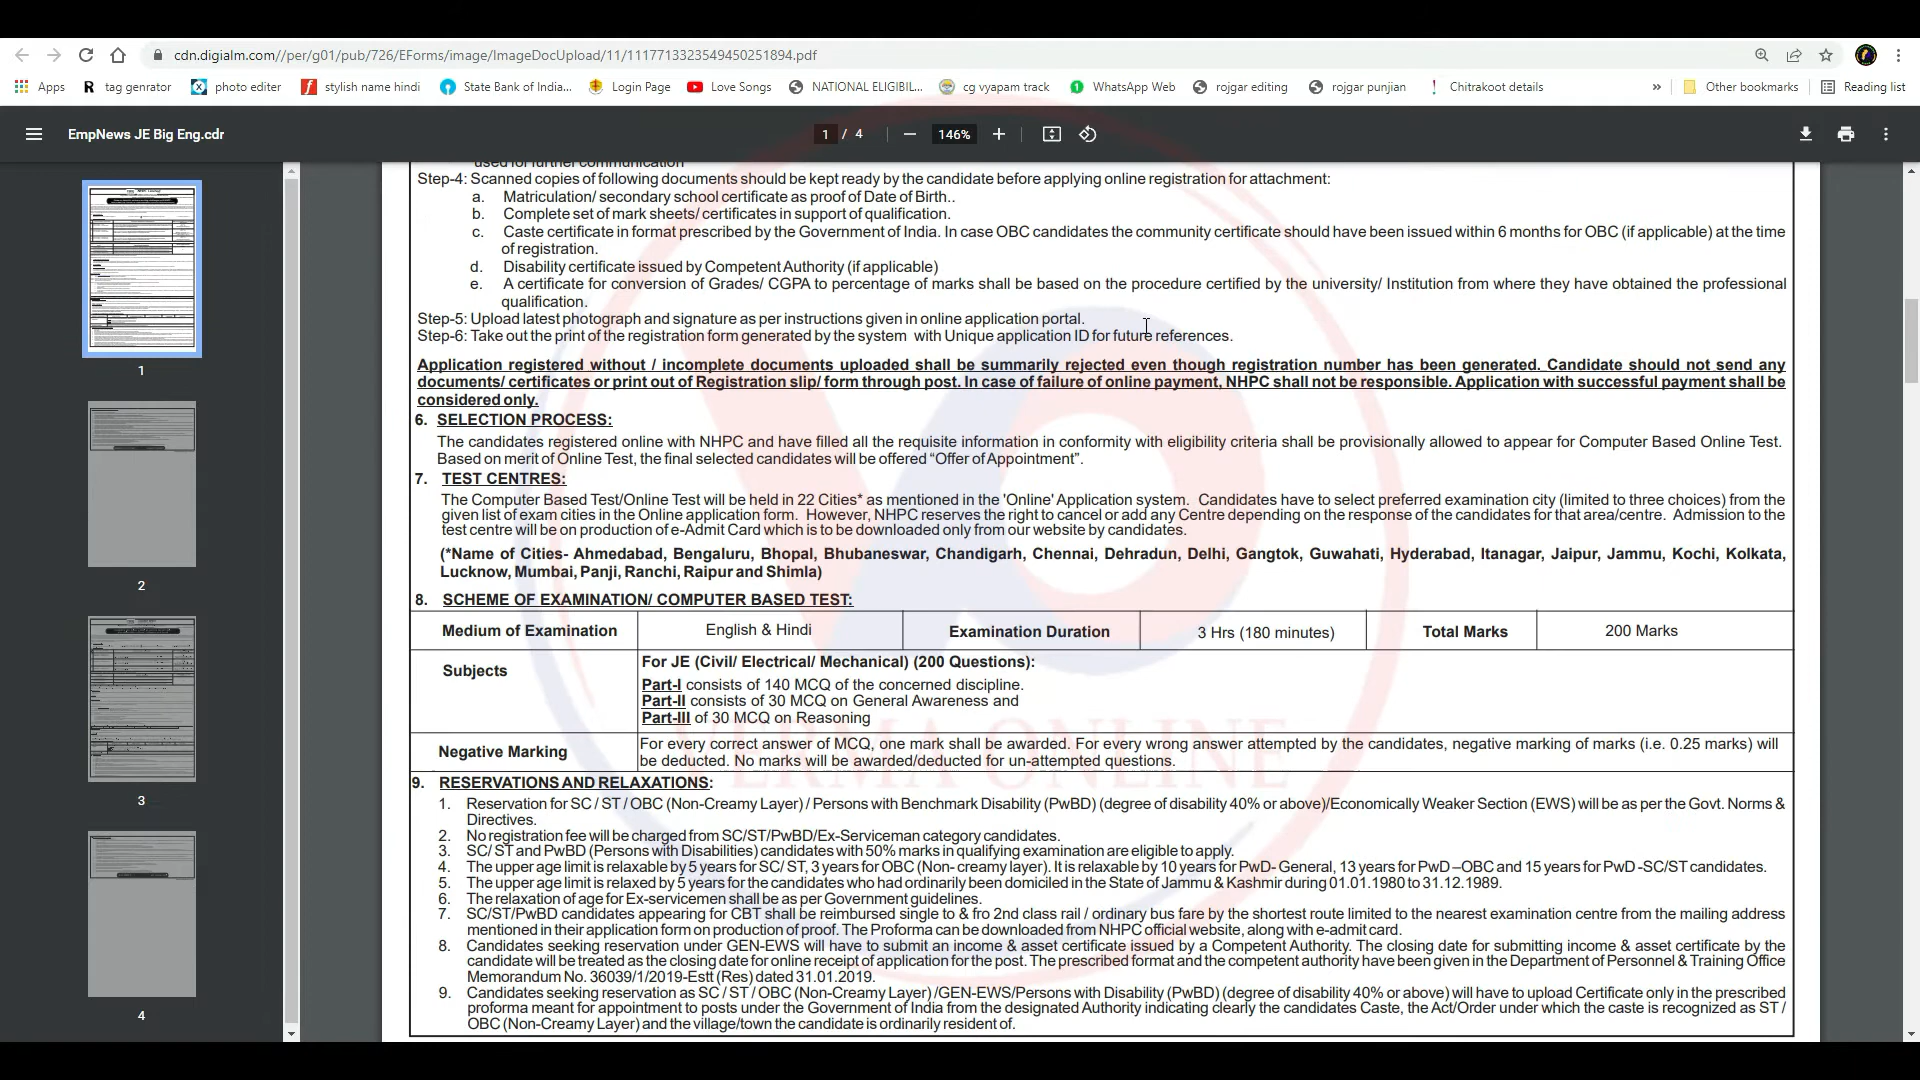 cdn.digialm.com//per/g01/pub/726/EForms/image/ImageDocUpload/11/1117713323549450251894.pdf
Apps
tag genrator
photo editer
stylish name hindi
State Bank of India...
Login Page
Love Songs
NATIONAL ELIGIBIL...
cg vyapam track
WhatsApp Web
rojgar editing
rojgar punjian
Chitrakoot details
»
Other bookmarks
Reading list
EmpNews JE Big Eng.cdr
1 / 4
146%
1
2
3
4
used for further communication
Step-4: Scanned copies of following documents should be kept ready by the candidate before applying online registration for attachment:
a. Matriculation/ secondary school certificate as proof of Date of Birth..
b. Complete set of mark sheets/ certificates in support of qualification.
c. Caste certificate in format prescribed by the Government of India. In case OBC candidates the community certificate should have been issued within 6 months for OBC (if applicable) at the time
of registration.
d. Disability certificate issued by Competent Authority (if applicable)
e. A certificate for conversion of Grades/ CGPA to percentage of marks shall be based on the procedure certified by the university/ Institution from where they have obtained the professional
qualification.
Step-5: Upload latest photograph and signature as per instructions given in online application portal.
Step-6: Take out the print of the registration form generated by the system with Unique application ID for future references.
Application registered without / incomplete documents uploaded shall be summarily rejected even though registration number has been generated. Candidate should not send any
documents/ certificates or print out of Registration slip/ form through post. In case of failure of online payment, NHPC shall not be responsible. Application with successful payment shall be
considered only.
6. SELECTION PROCESS:
The candidates registered online with NHPC and have filled all the requisite information in conformity with eligibility criteria shall be provisionally allowed to appear for Computer Based Online Test.
Based on merit of Online Test, the final selected candidates will be offered “Offer of Appointment”.
7. TEST CENTRES:
The Computer Based Test/Online Test will be held in 22 Cities* as mentioned in the 'Online' Application system. Candidates have to select preferred examination city (limited to three choices) from the
given list of exam cities in the Online application form. However, NHPC reserves the right to cancel or add any Centre depending on the response of the candidates for that area/centre. Admission to the
test centre will be on production of e-Admit Card which is to be downloaded only from our website by candidates.
(*Name of Cities- Ahmedabad, Bengaluru, Bhopal, Bhubaneswar, Chandigarh, Chennai, Dehradun, Delhi, Gangtok, Guwahati, Hyderabad, Itanagar, Jaipur, Jammu, Kochi, Kolkata,
Lucknow, Mumbai, Panji, Ranchi, Raipur and Shimla)
8. SCHEME OF EXAMINATION/ COMPUTER BASED TEST:
Medium of Examination English & Hindi Examination Duration 3 Hrs (180 minutes) Total Marks 200 Marks
Subjects
For JE (Civil/ Electrical/ Mechanical) (200 Questions):
Part-I consists of 140 MCQ of the concerned discipline.
Part-II consists of 30 MCQ on General Awareness and
Part-III of 30 MCQ on Reasoning
VERMA ONLINE
Negative Marking
For every correct answer of MCQ, one mark shall be awarded. For every wrong answer attempted by the candidates, negative marking of marks (i.e. 0.25 marks) will
be deducted. No marks will be awarded/deducted for un-attempted questions.
9. RESERVATIONS AND RELAXATIONS:
1. Reservation for SC / ST / OBC (Non-Creamy Layer) / Persons with Benchmark Disability (PwBD) (degree of disability 40% or above)/Economically Weaker Section (EWS) will be as per the Govt. Norms &
Directives.
2. No registration fee will be charged from SC/ST/PwBD/Ex-Serviceman category candidates.
3. SC/ ST and PwBD (Persons with Disabilities) candidates with 50% marks in qualifying examination are eligible to apply.
4. The upper age limit is relaxable by 5 years for SC/ ST, 3 years for OBC (Non- creamy layer). It is relaxable by 10 years for PwD- General, 13 years for PwD –OBC and 15 years for PwD -SC/ST candidates.
5. The upper age limit is relaxed by 5 years for the candidates who had ordinarily been domiciled in the State of Jammu & Kashmir during 01.01.1980 to 31.12.1989.
6. The relaxation of age for Ex-servicemen shall be as per Government guidelines.
7. SC/ST/PwBD candidates appearing for CBT shall be reimbursed single to & fro 2nd class rail / ordinary bus fare by the shortest route limited to the nearest examination centre from the mailing address
mentioned in their application form on production of proof. The Proforma can be downloaded from NHPC official website, along with e-admit card.
8. Candidates seeking reservation under GEN-EWS will have to submit an income & asset certificate issued by a Competent Authority. The closing date for submitting income & asset certificate by the
candidate will be treated as the closing date for online receipt of application for the post. The prescribed format and the competent authority have been given in the Department of Personnel & Training Office
Memorandum No. 36039/1/2019-Estt (Res) dated 31.01.2019.
9. Candidates seeking reservation as SC / ST / OBC (Non-Creamy Layer) /GEN-EWS/Persons with Disability (PwBD) (degree of disability 40% or above) will have to upload Certificate only in the prescribed
proforma meant for appointment to posts under the Government of India from the designated Authority indicating clearly the candidates Caste, the Act/Order under which the caste is recognized as ST /
OBC (Non-Creamy Layer) and the village/town the candidate is ordinarily resident of.